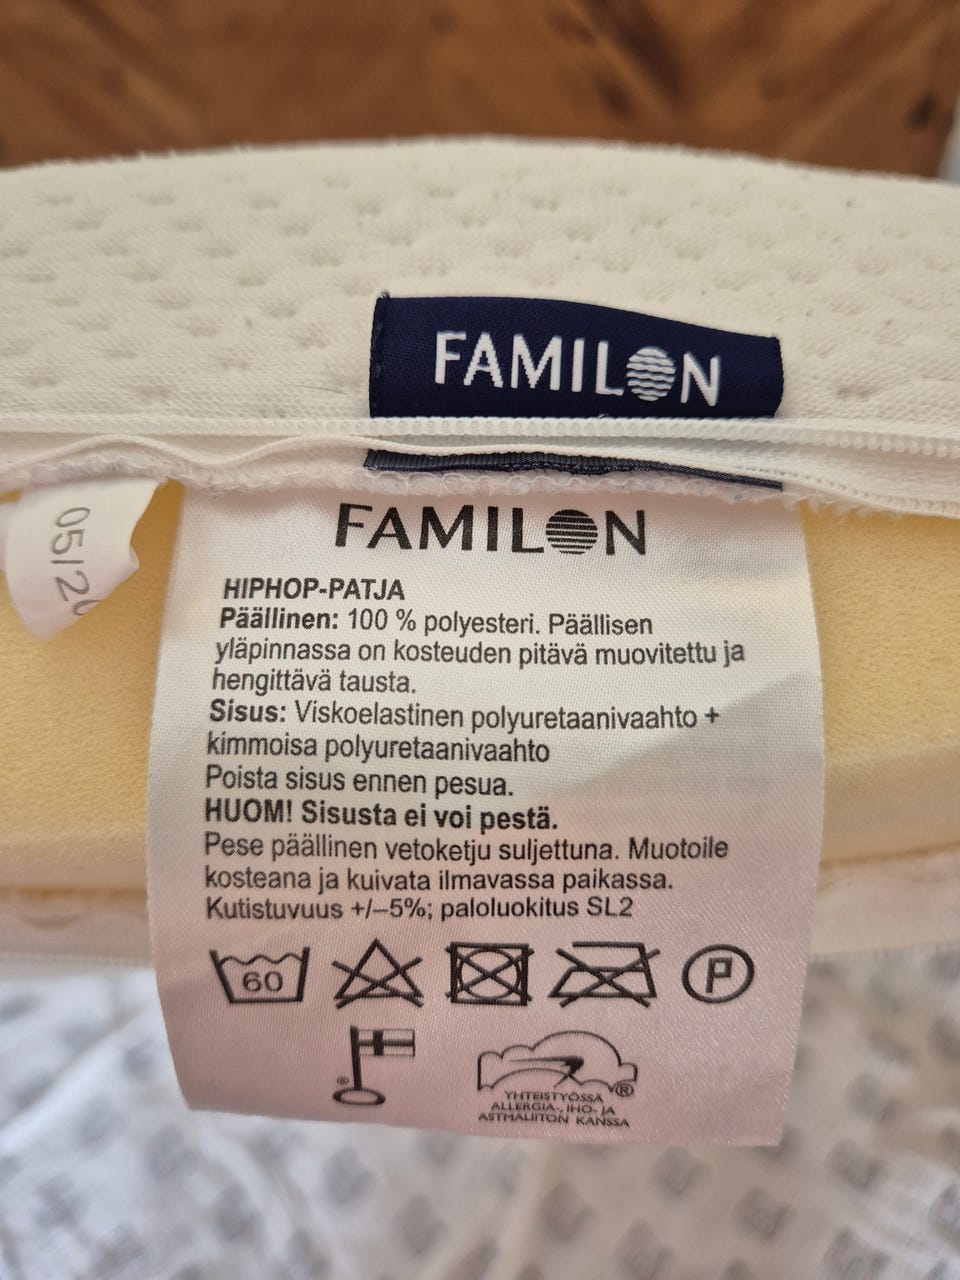 FAMILON
FAMILON
HIPHOP-PATJA
Päällinen: 100 % polyesteri. Päällisen
yläpinnassa on kosteuden pitävä muovitettu ja
hengittävä tausta.
Sisus: Viskoelastinen polyuretaanivaahto +
kimmoisa polyuretaanivaahto
Poista sisus ennen pesua.
HUOM! Sisusta ei voi pestä.
Pese päällinen vetoketju suljettuna. Muotoile
kosteana ja kuivata ilmavassa paikassa.
Kutistuvuus +/–5%; paloluokitus SL2
60
P
®
®
YHTEISTYÖSSÄ
ALLERGIA-, IHO- JA
ASTMALIITON KANSSA